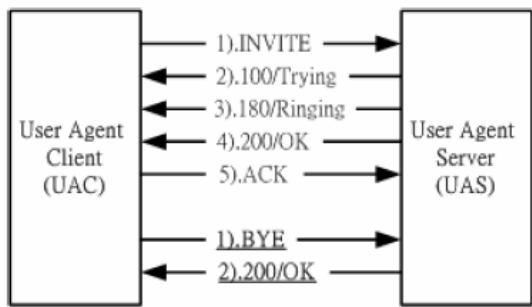 User Agent
Client
(UAC)
1).INVITE
2).100/Trying
3).180/Ringing
4).200/OK
5).ACK
1).BYE
2).200/OK
User Agent
Server
(UAS)